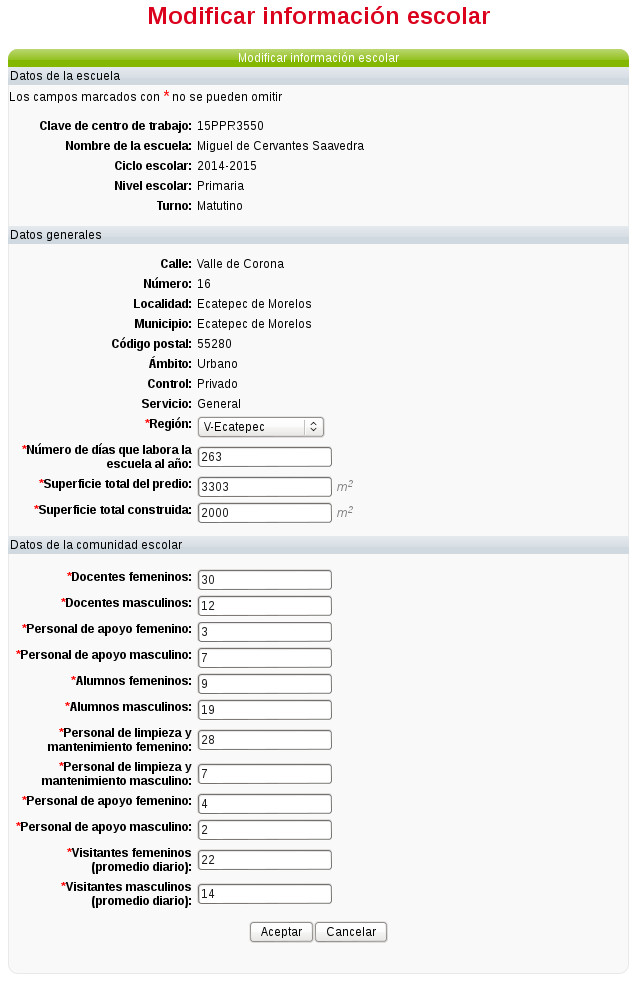 Modificar información escolar
Modificar información escolar
Datos de la escuela
Los campos marcados con * no se pueden omitir
Clave de centro de trabajo: 15PPR3550
Nombre de la escuela: Miguel de Cervantes Saavedra
Ciclo escolar: 2014-2015
Nivel escolar: Primaria
Turno: Matutino
Datos generales
Calle: Valle de Corona
Número: 16
Localidad: Ecatepec de Morelos
Municipio: Ecatepec de Morelos
Código postal: 55280
Ámbito: Urbano
Control: Privado
Servicio: General
*Región: V-Ecatepec
*Número de días que labora la
escuela al año: 263
*Superficie total del predio: 3303 m²
*Superficie total construida: 2000 m²
Datos de la comunidad escolar
*Docentes femeninos: 30
*Docentes masculinos: 12
*Personal de apoyo femenino: 3
*Personal de apoyo masculino: 7
*Alumnos femeninos: 9
*Alumnos masculinos: 19
*Personal de limpieza y
mantenimiento femenino: 28
*Personal de limpieza y
mantenimiento masculino: 7
*Personal de apoyo femenino: 4
*Personal de apoyo masculino: 2
*Visitantes femeninos
(promedio diario): 22
*Visitantes masculinos
(promedio diario): 14
Aceptar Cancelar